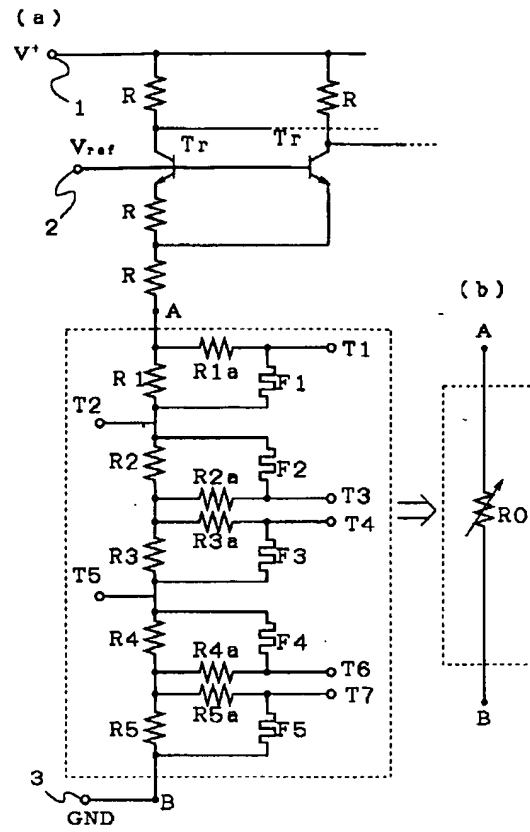 (a)
V+
1
R
R
Vref
Tr
Tr
2
R
R
A
(b)
R1
R1a
T1
F1
A
T2
R2
F2
R2a
T3
R3a
T4
R0
R3
F3
T5
R4
F4
R4a
T6
R5a
T7
B
R5
F5
3
GND
B